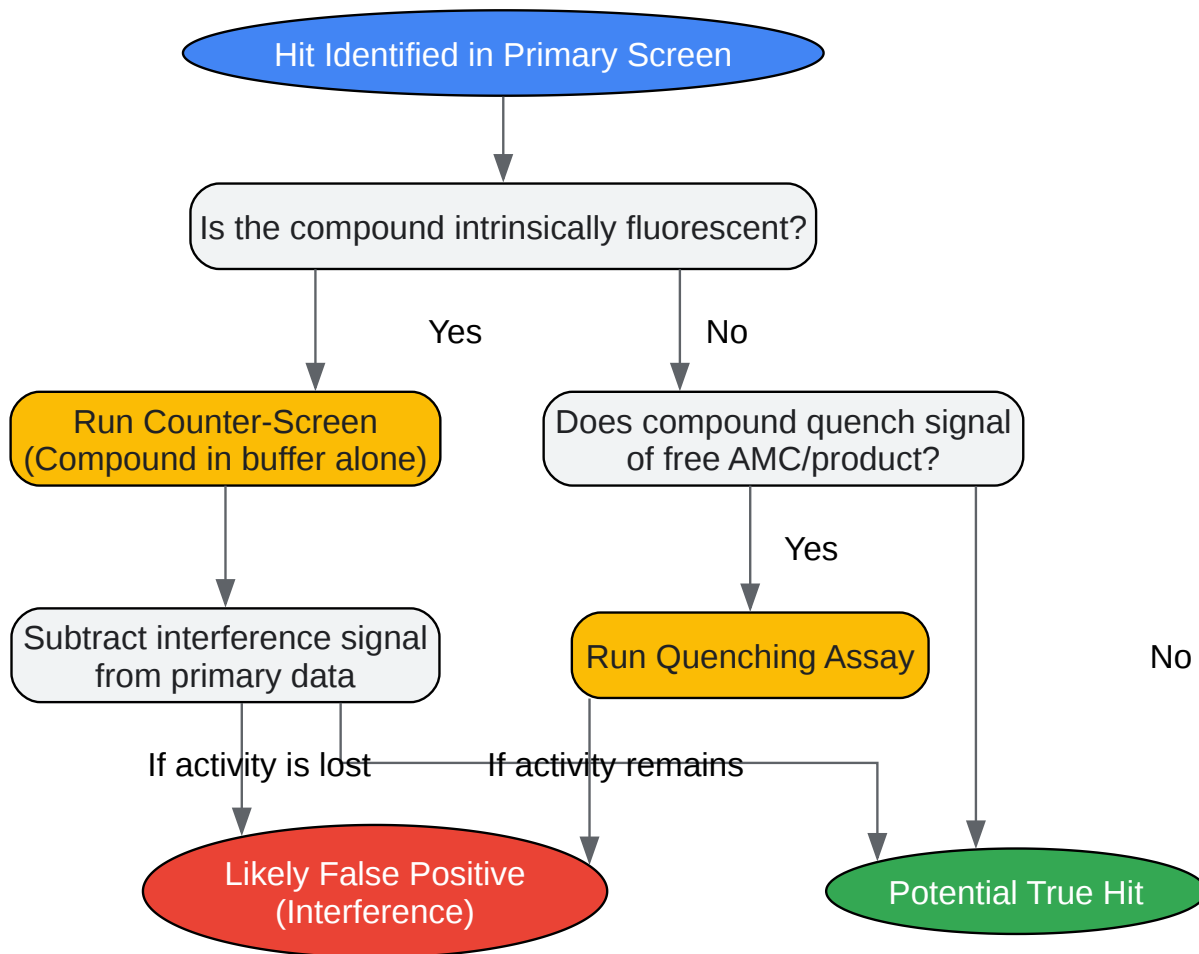 Hit Identified in Primary Screen
Is the compound intrinsically fluorescent?
Yes
No
Run Counter-Screen
(Compound in buffer alone)
Does compound quench signal
of free AMC/product?
Yes
Subtract interference signal
from primary data
Run Quenching Assay
No
If activity is lost
If activity remains
Likely False Positive
(Interference)
Potential True Hit